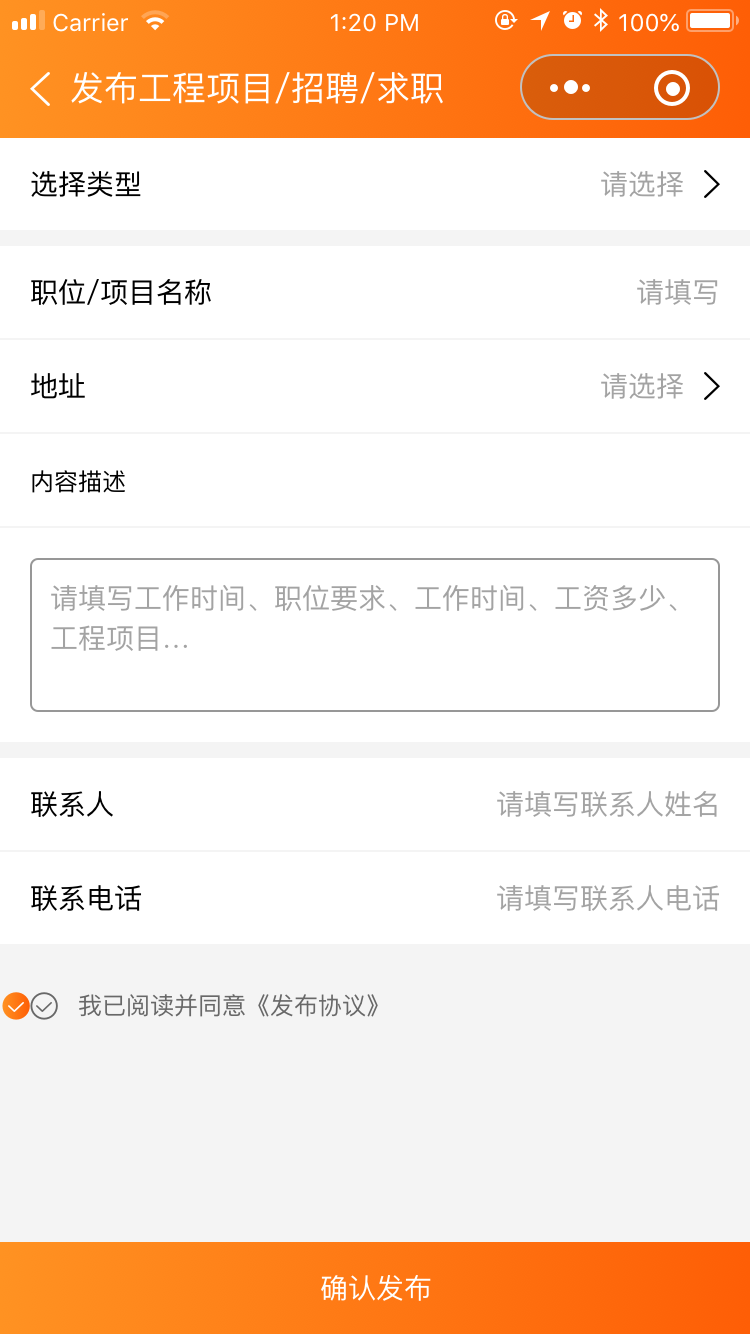 Carrier 1:20 PM 100%
发布工程项目/招聘/求职
选择类型 请选择
职位/项目名称 请填写
地址 请选择
内容描述
请填写工作时间、职位要求、工作时间、工资多少、
工程项目...
联系人 请填写联系人姓名
联系电话 请填写联系人电话
我已阅读并同意《发布协议》
确认发布